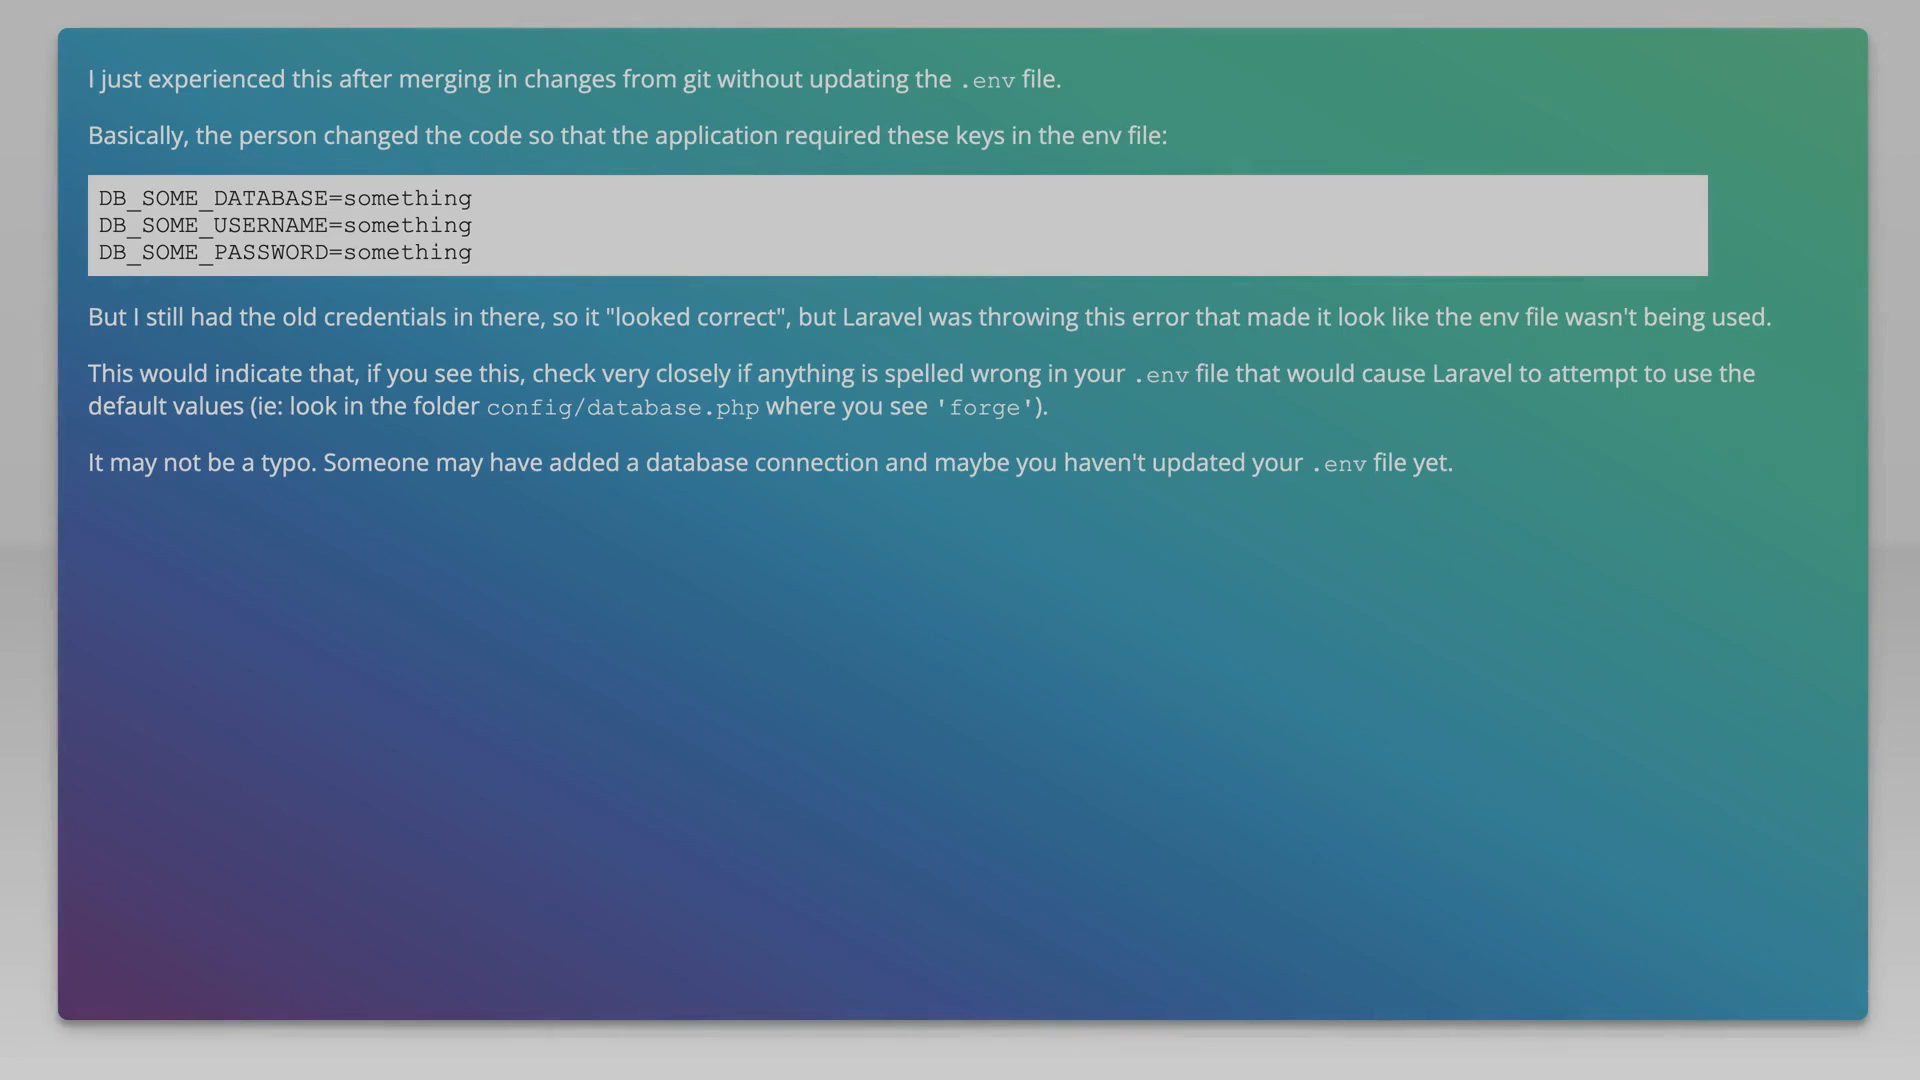 I just experienced this after merging in changes from git without updating the .env file.
Basically, the person changed the code so that the application required these keys in the env file:
DB_SOME_DATABASE=something
DB_SOME_USERNAME=something
DB_SOME_PASSWORD=something
But I still had the old credentials in there, so it "looked correct", but Laravel was throwing this error that made it look like the env file wasn't being used.
This would indicate that, if you see this, check very closely if anything is spelled wrong in your .env file that would cause Laravel to attempt to use the
default values (ie: look in the folder config/database.php where you see 'forge').
It may not be a typo. Someone may have added a database connection and maybe you haven't updated your .env file yet.